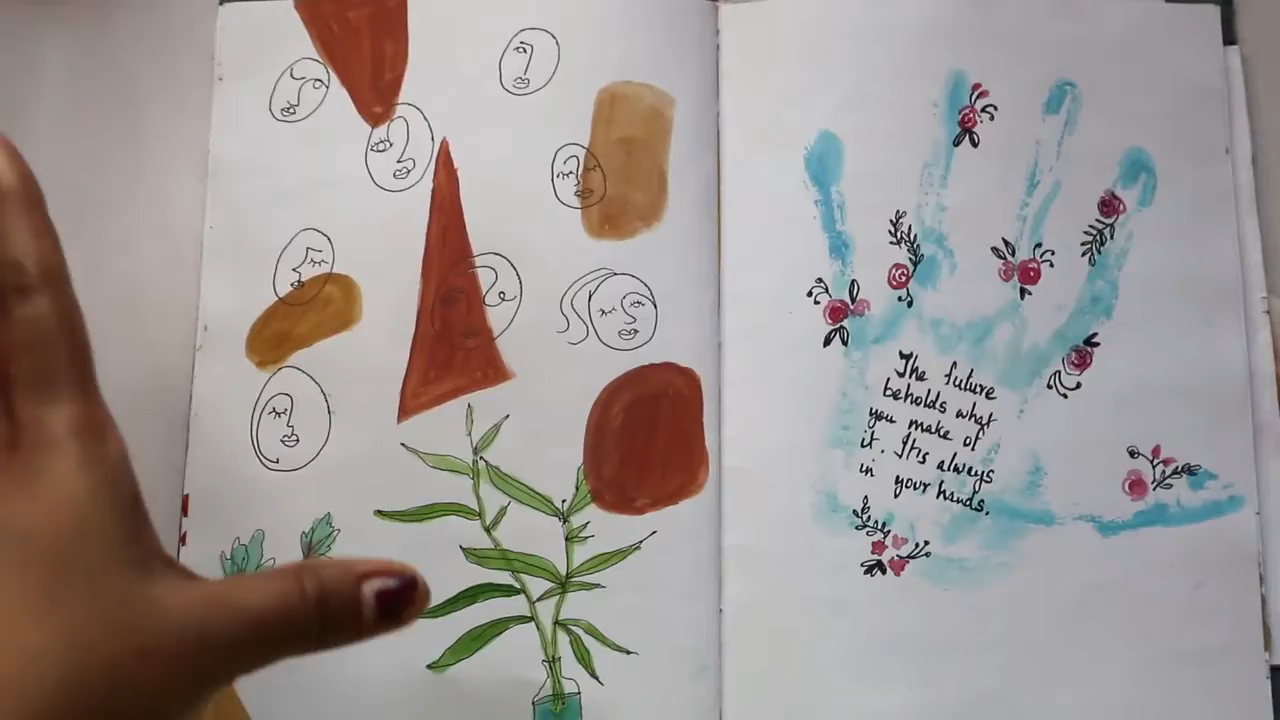 The future
beholds what
you make of
it. It's always
in your hands.